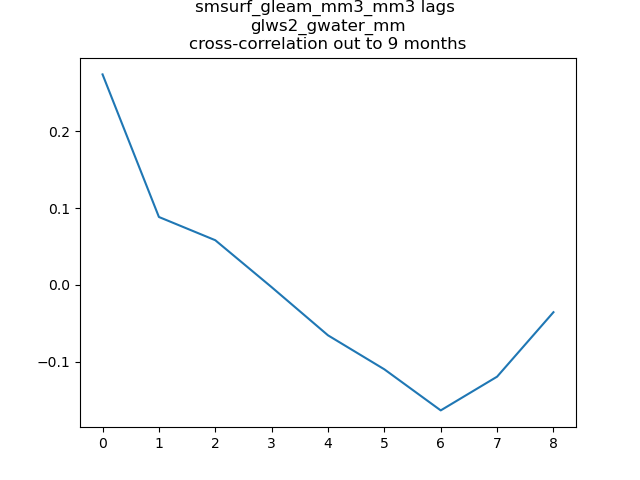 smsurf_gleam_mm3_mm3 lags
glws2_gwater_mm
cross-correlation out to 9 months
0.2
0.1
0.0
−0.1
0 1 2 3 4 5 6 7 8